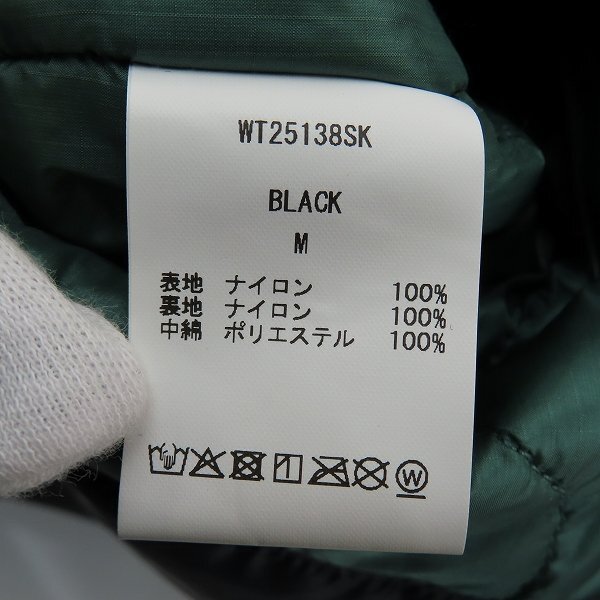 WT25138SK
BLACK
M
表地 ナイロン 100%
裏地 ナイロン 100%
中綿 ポリエステル 100%
W